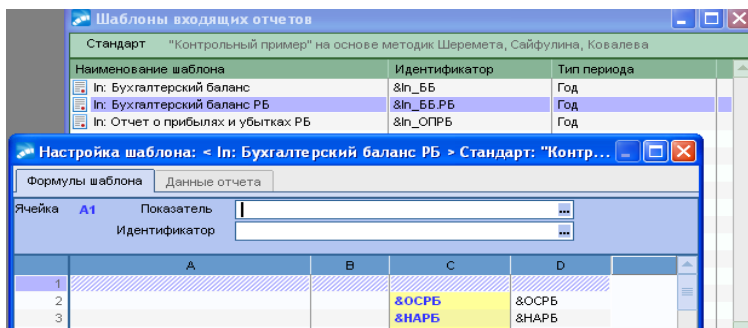 Шаблоны входящих отчетов
Стандарт "Контрольный пример" на основе методик Шеремета, Сайфулина, Ковалева
Наименование шаблона Идентификатор Тип периода
In: Бухгалтерский баланс &In_ББ Год
In: Бухгалтерский баланс РБ &In_ББ.РБ Год
In: Отчет о прибылях и убытках РБ &In_ОПРБ Год
Настройка шаблона: < In: Бухгалтерский баланс РБ > Стандарт: "Контр...
Формулы шаблона Данные отчета
Ячейка A1 Показатель ...
Идентификатор ...
A B C D
1
2 &ОСРБ &ОСРБ
3 &НАРБ &НАРБ